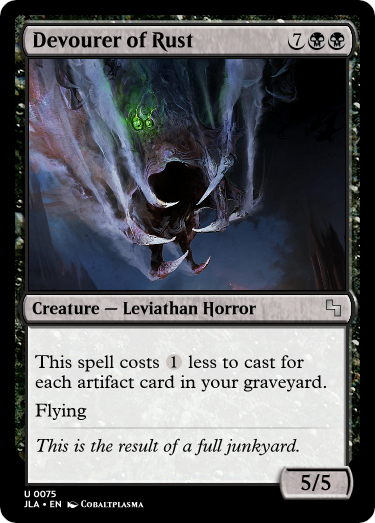 Devourer of Rust 7
Creature — Leviathan Horror
This spell costs 1 less to cast for
each artifact card in your graveyard.
Flying
This is the result of a full junkyard.
5/5
U 0075
JLA • EN Cobaltplasma